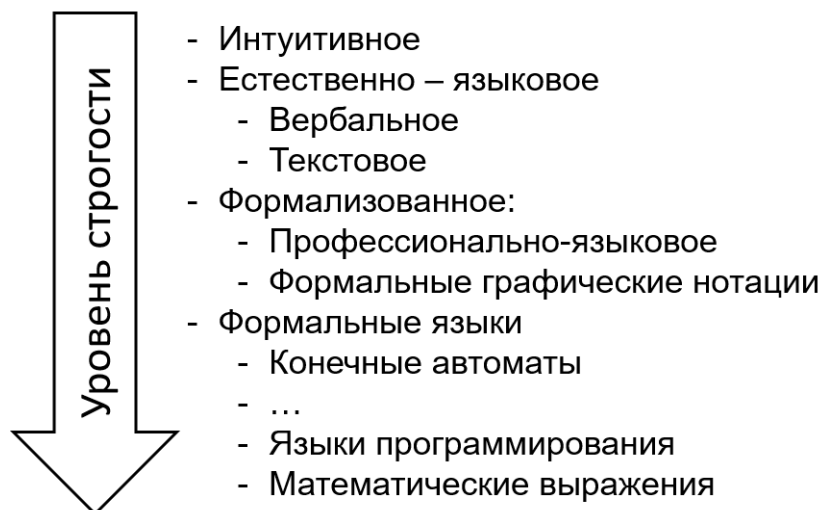 Уровень строгости
- Интуитивное
- Естественно – языковое
- Вербальное
- Текстовое
- Формализованное:
- Профессионально-языковое
- Формальные графические нотации
- Формальные языки
- Конечные автоматы
- …
- Языки программирования
- Математические выражения